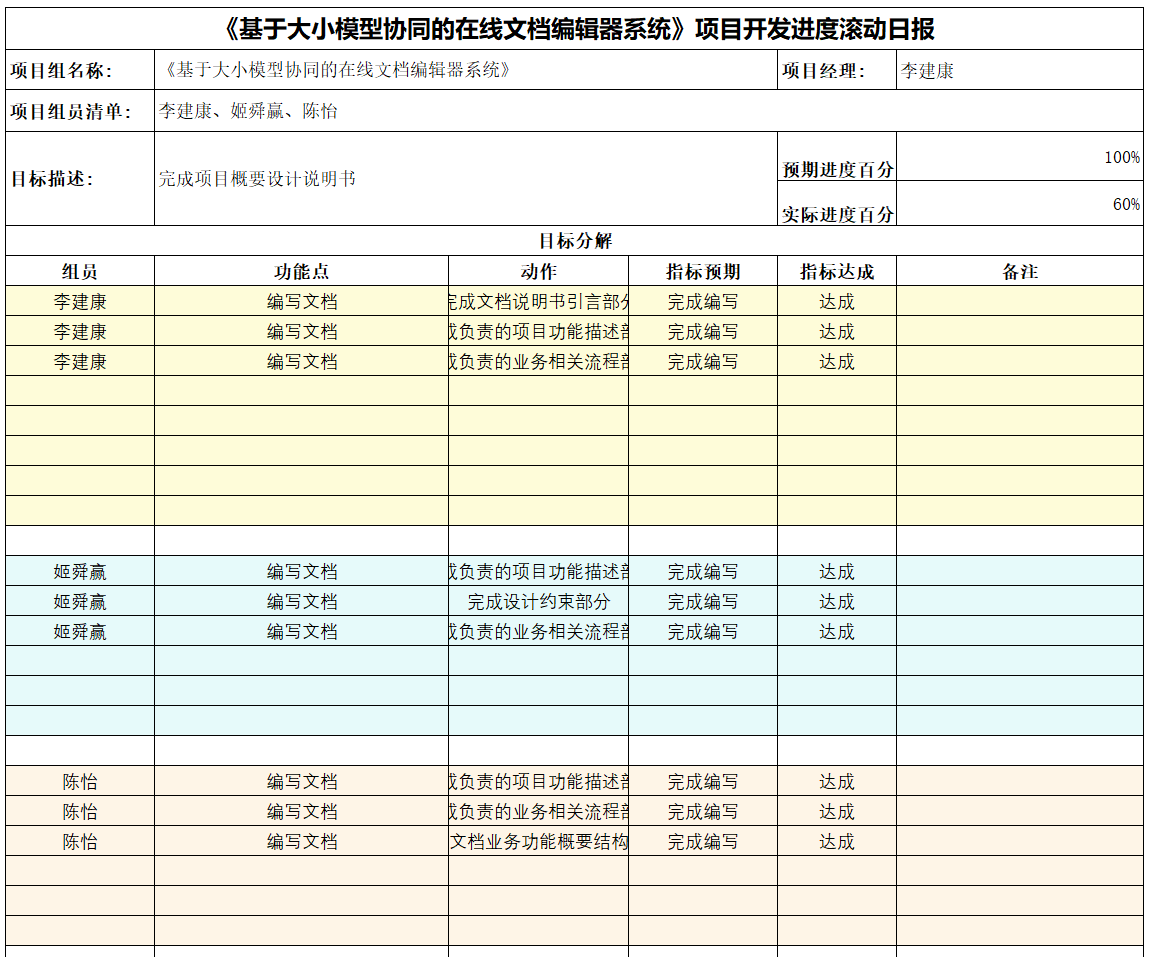 《基于大小模型协同的在线文档编辑器系统》项目开发进度滚动日报
项目组名称： 《基于大小模型协同的在线文档编辑器系统》 项目经理： 李建康
项目组员清单： 李建康、姬舜赢、陈怡
目标描述： 完成项目概要设计说明书 预期进度百分 100%
实际进度百分 60%
目标分解
组员 功能点 动作 指标预期 指标达成 备注
李建康 编写文档 完成文档说明书引言部分 完成编写 达成
李建康 编写文档 成负责的项目功能描述部 完成编写 达成
李建康 编写文档 成负责的业务相关流程部 完成编写 达成
姬舜赢 编写文档 成负责的项目功能描述部 完成编写 达成
姬舜赢 编写文档 完成设计约束部分 完成编写 达成
姬舜赢 编写文档 成负责的业务相关流程部 完成编写 达成
陈怡 编写文档 成负责的项目功能描述部 完成编写 达成
陈怡 编写文档 成负责的业务相关流程部 完成编写 达成
陈怡 编写文档 文档业务功能概要结构 完成编写 达成